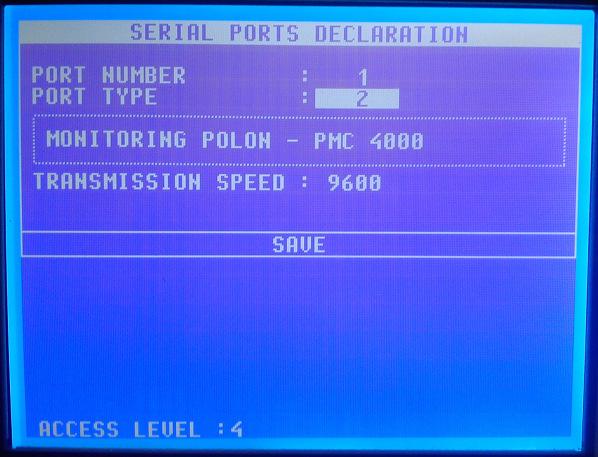 SERIAL PORTS DECLARATION
PORT NUMBER : 1
PORT TYPE : 2
MONITORING POLON - PMC 4000
TRANSMISSION SPEED : 9600
SAVE
ACCESS LEVEL :4